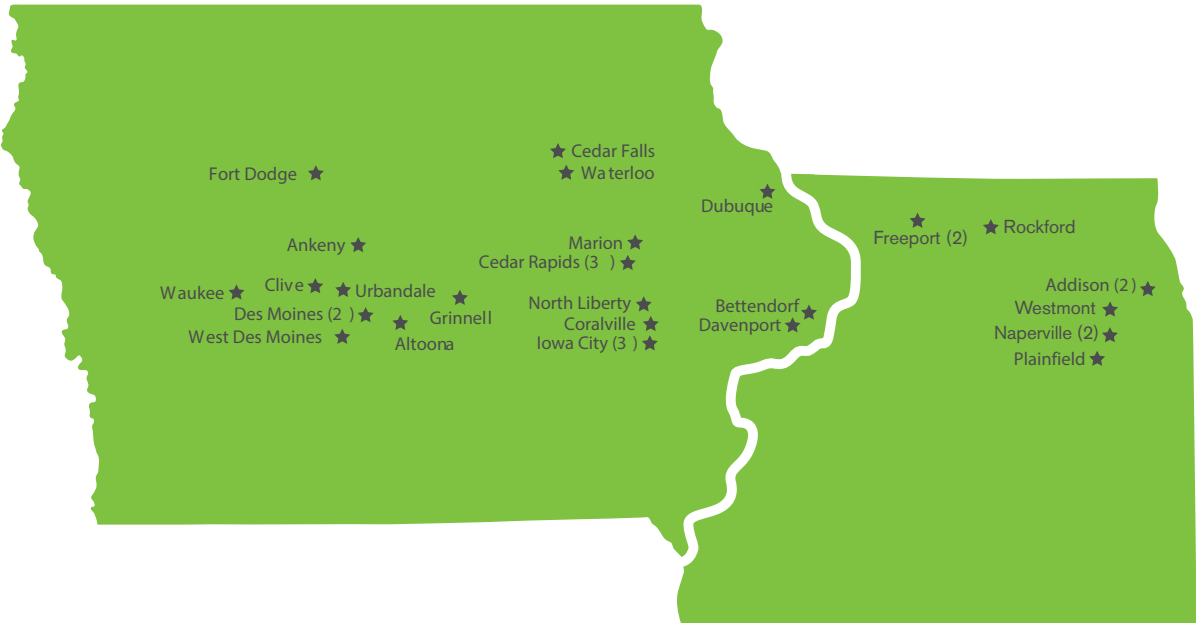 Cedar Falls
Fort Dodge
Waterloo
Dubuque
Freeport (2)
Rockford
Ankeny
Marion
Cedar Rapids (3 )
Waukee
Clive
Urbandale
Addison (2)
Des Moines (2 )
Grinnell
North Liberty
Bettendorf
Westmont
West Des Moines
Altoona
Coralville
Davenport
Naperville (2)
Iowa City (3 )
Plainfield